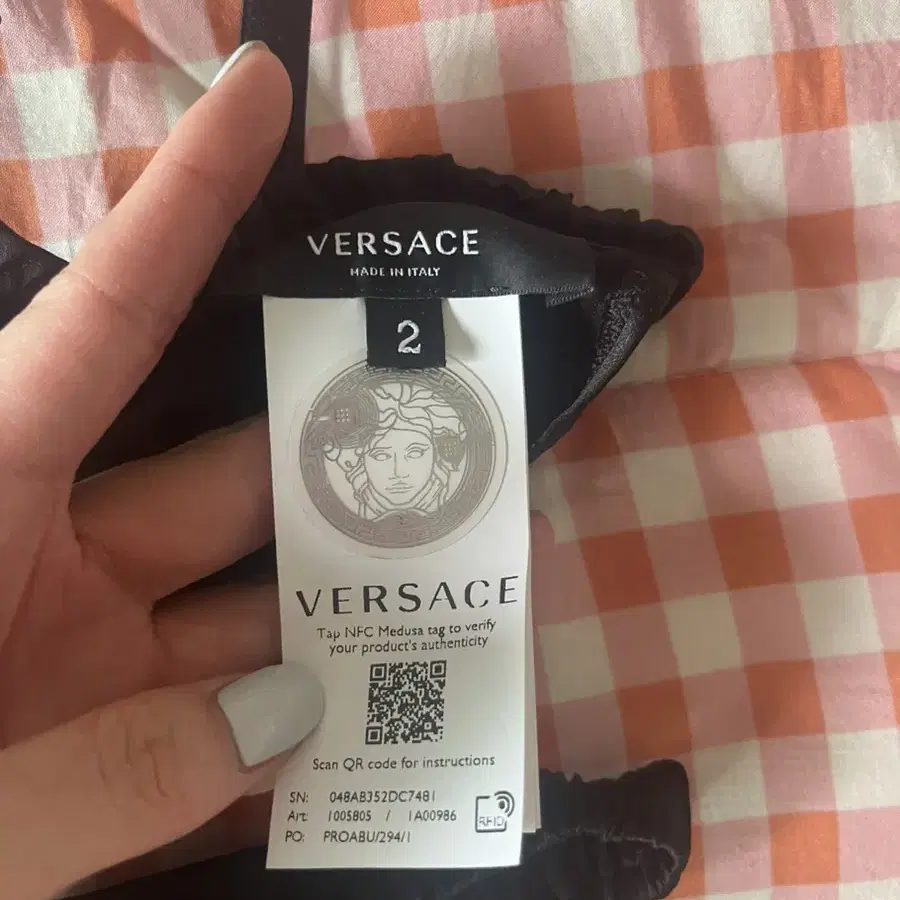 VERSACE
MADE IN ITALY
2
VERSACE
Tap NFC Medusa tag to verify
your product's authenticity
Scan QR code for instructions
SN: 048AB352DC7481
Art: 1005805 / 1A00986
PO: PROABU/294/1
RFID